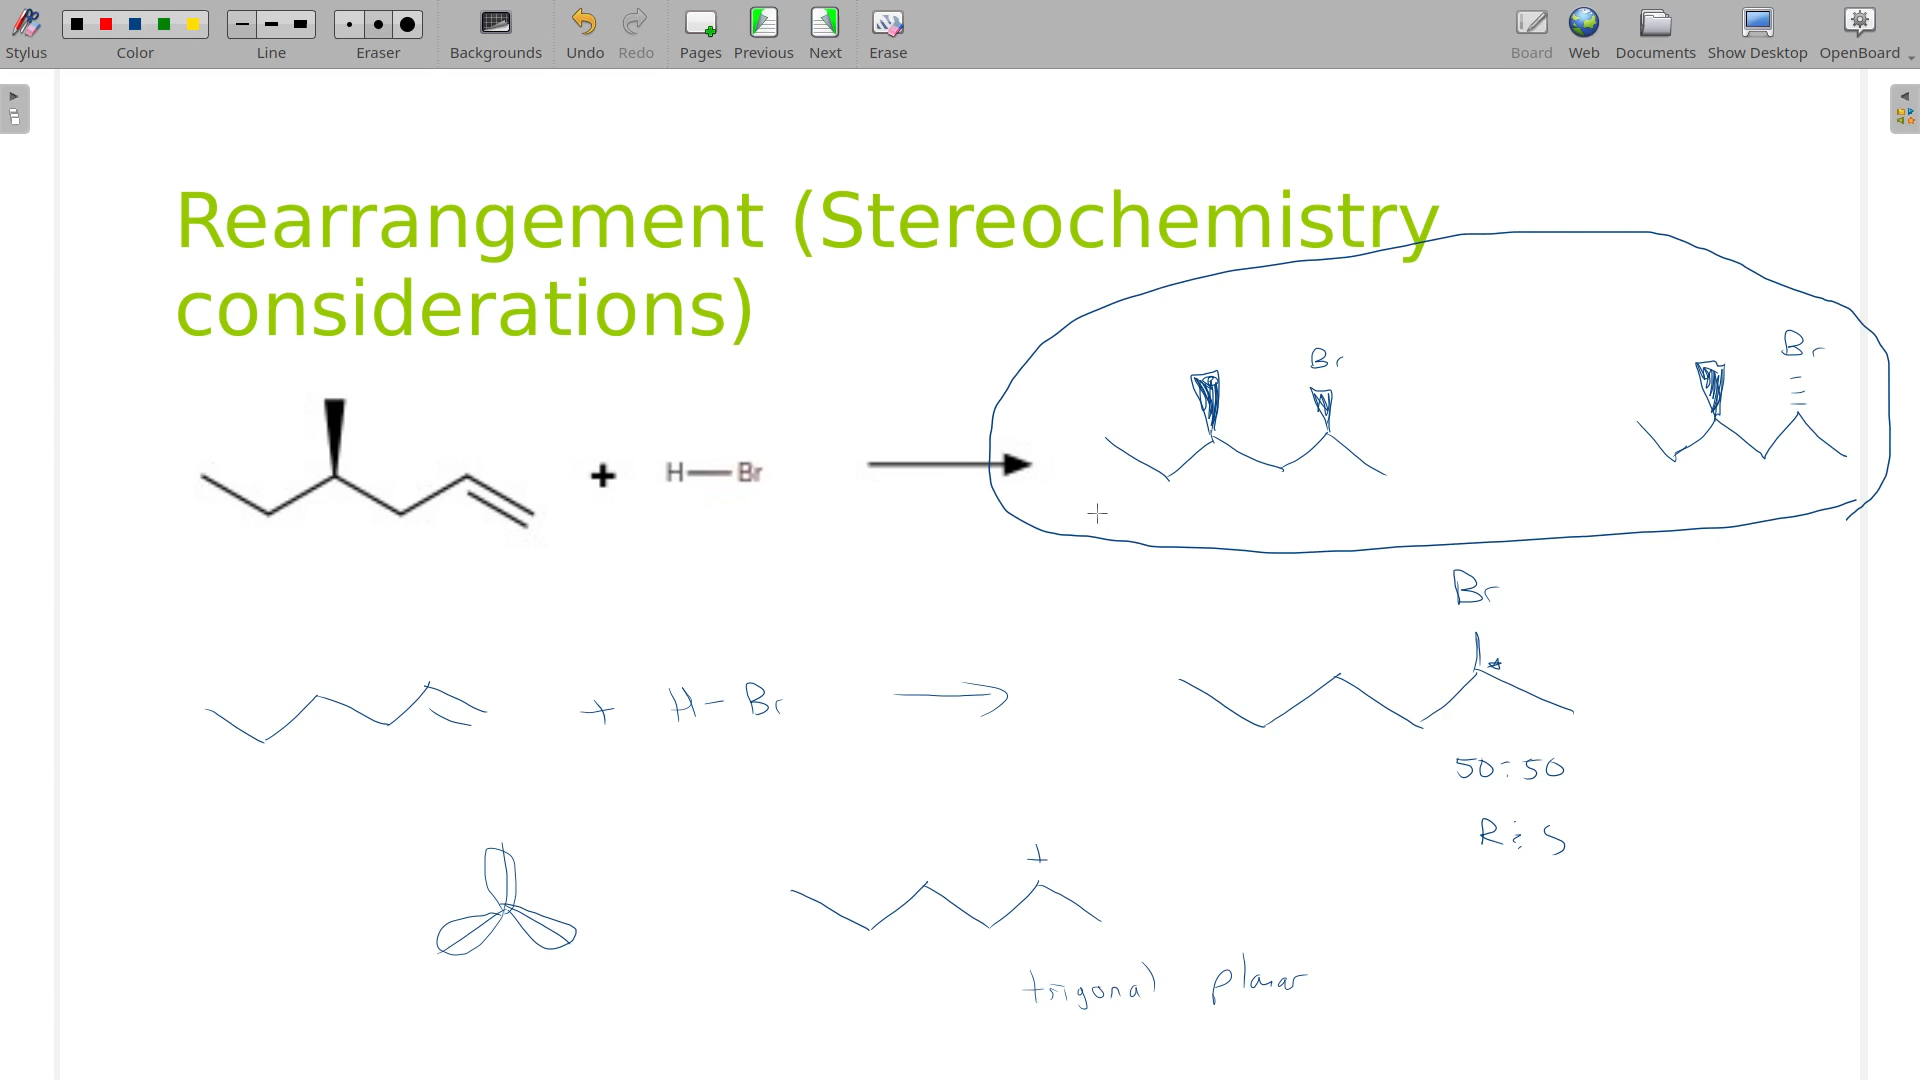 Stylus Color Line Eraser Backgrounds Undo Redo Pages Previous Next Erase Board Web Documents Show Desktop OpenBoard
Rearrangement (Stereochemistry
considerations)
Br Br
+ H—Br
Br
+ H-Br
50:50
R: S
+
trigonal planar